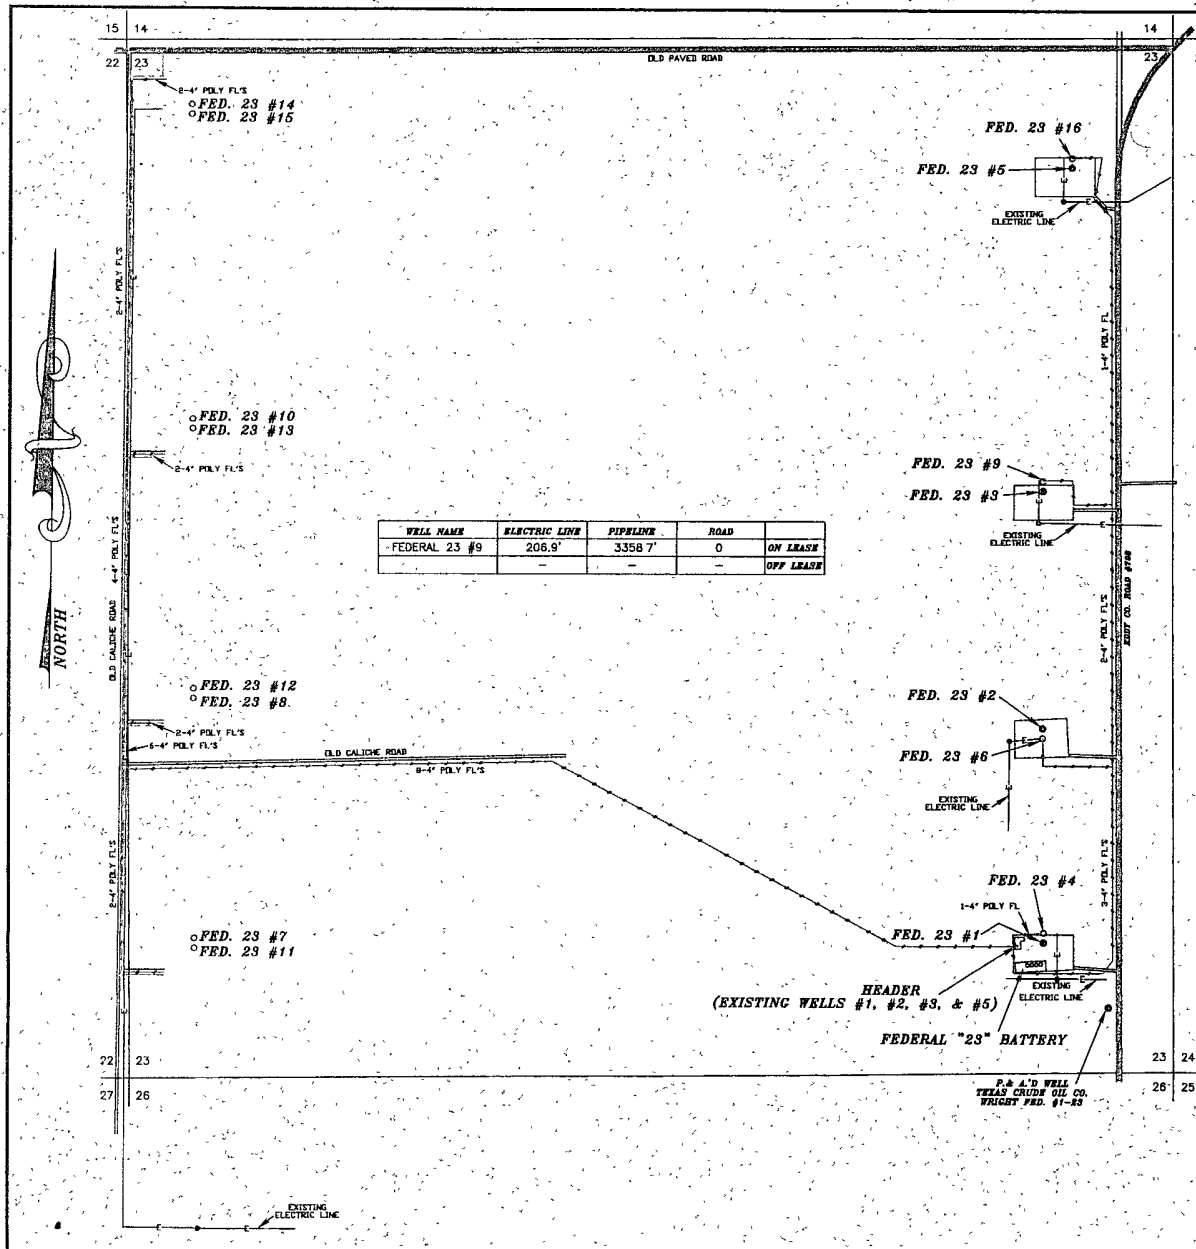 15 14
14
22 23
23
OLD PAVED ROAD
2-4" POLY FL'S
FED. 23 #14
FED. 23 #15
FED. 23 #16
FED. 23 #5
EXISTING
ELECTRIC LINE
2-4" POLY FL'S
1-4" POLY FL
FED. 23 #10
FED. 23 #13
2-4" POLY FL'S
FED. 23 #9
FED. 23 #3
EXISTING
ELECTRIC LINE
WELL NAME ELECTRIC LINE PIPELINE ROAD
FEDERAL 23 #9 206.9' 3358 7' 0 ON LEASE
- - - OFF LEASE
4-4" POLY FL'S
OLD CALICHE ROAD
NORTH
2-4" POLY FL'S
EDDY CO. ROAD #788
FED. 23 #12
FED. 23 #8
2-4" POLY FL'S
6-4" POLY FL'S
OLD CALICHE ROAD
8-4" POLY FL'S
FED. 23 #2
FED. 23 #6
EXISTING
ELECTRIC LINE
2-4" POLY FL'S
3-4" POLY FL'S
FED. 23 #4
1-4" POLY FL
FED. 23 #1
FED. 23 #7
FED. 23 #11
HEADER
(EXISTING WELLS #1, #2, #3, & #5)
EXISTING
ELECTRIC LINE
FEDERAL "23" BATTERY
22 23
23 24
27 26
26 25
P.& A.'D WELL
TEXAS CRUDE OIL CO.
WRIGHT FED. #1-23
EXISTING
ELECTRIC LINE